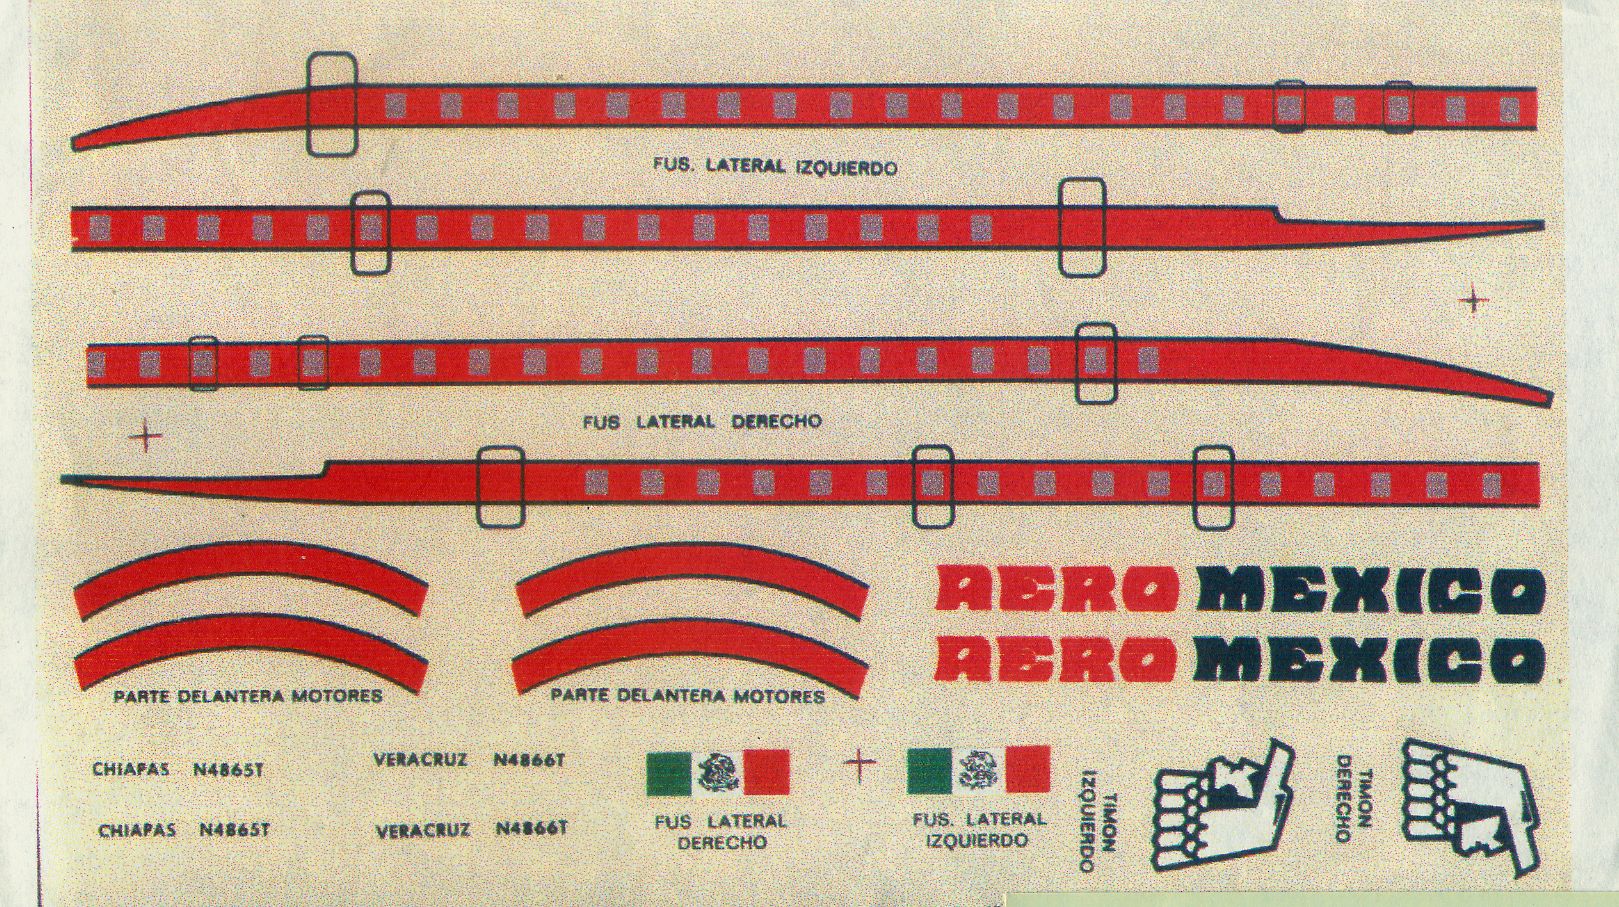 FUS. LATERAL IZQUIERDO
FUS LATERAL DERECHO
AERO MEXICO
AERO MEXICO
PARTE DELANTERA MOTORES
PARTE DELANTERA MOTORES
CHIAPAS N4865T
VERACRUZ N4866T
CHIAPAS N4865T
VERACRUZ N4866T
FUS LATERAL
DERECHO
FUS. LATERAL
IZQUIERDO
TIMON
IZQUIERDO
TIMON
DERECHO